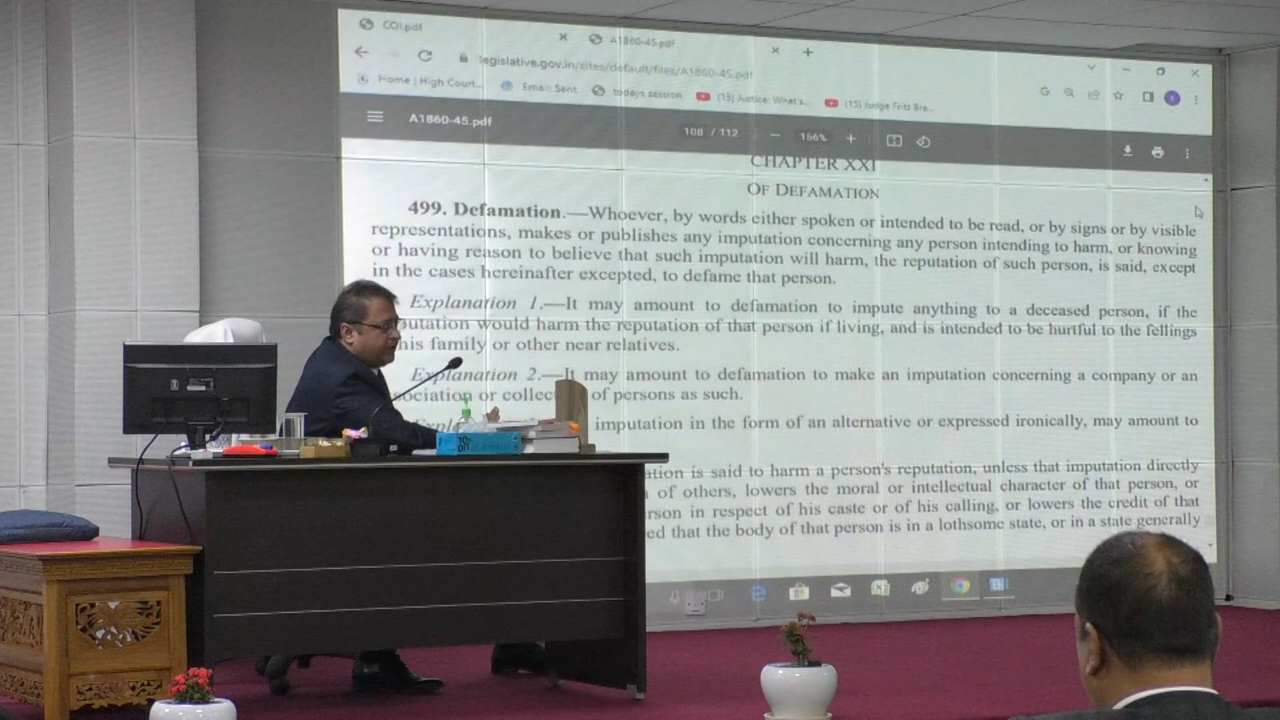 COI.pdf
A1860-45.pdf
legislative.gov.in/sites/default/files/A1860-45.pdf
Home | High Court... Email: Sent todays session (15) Justice: What's... (15) Judge Fritz Bra...
A1860-45.pdf 108 / 112 156%
CHAPTER XXI
OF DEFAMATION
499. Defamation.—Whoever, by words either spoken or intended to be read, or by signs or by visible
representations, makes or publishes any imputation concerning any person intending to harm, or knowing
or having reason to believe that such imputation will harm, the reputation of such person, is said, except
in the cases hereinafter excepted, to defame that person.
Explanation 1.—It may amount to defamation to impute anything to a deceased person, if the
putation would harm the reputation of that person if living, and is intended to be hurtful to the fellings
his family or other near relatives.
Explanation 2.—It may amount to defamation to make an imputation concerning a company or an
sociation or collec of persons as such.
Expl imputation in the form of an alternative or expressed ironically, may amount to
ation is said to harm a person's reputation, unless that imputation directly
of others, lowers the moral or intellectual character of that person, or
rson in respect of his caste or of his calling, or lowers the credit of that
ed that the body of that person is in a lothsome state, or in a state generally